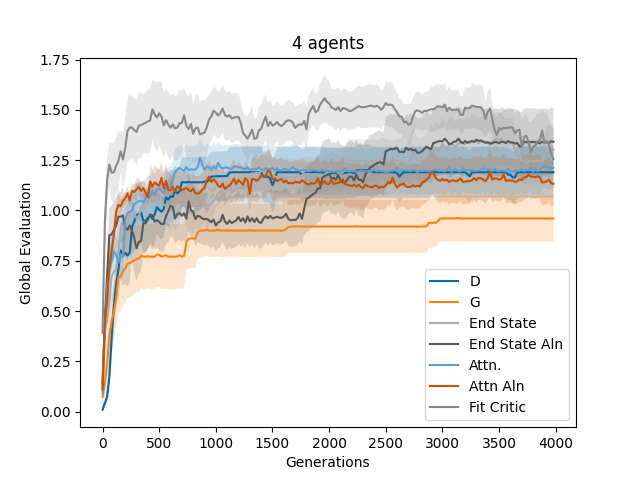 4 agents
Global Evaluation
1.75
1.50
1.25
1.00
0.75
0.50
0.25
0.00
D
G
End State
End State Aln
Attn.
Attn Aln
Fit Critic
0 500 1000 1500 2000 2500 3000 3500 4000
Generations